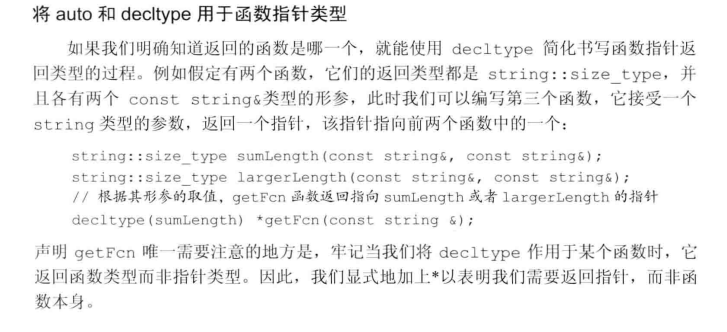 将 auto 和 decltype 用于函数指针类型
如果我们明确知道返回的函数是哪一个，就能使用 decltype 简化书写函数指针返
回类型的过程。例如假定有两个函数，它们的返回类型都是 string::size_type，并
且各有两个 const string&类型的形参，此时我们可以编写第三个函数，它接受一个
string 类型的参数，返回一个指针，该指针指向前两个函数中的一个：
string::size_type sumLength(const string&, const string&);
string::size_type largerLength(const string&, const string&);
// 根据其形参的取值，getFcn 函数返回指向 sumLength 或者 largerLength 的指针
decltype(sumLength) *getFcn(const string &);
声明 getFcn 唯一需要注意的地方是，牢记当我们将 decltype 作用于某个函数时，它
返回函数类型而非指针类型。因此，我们显式地加上*以表明我们需要返回指针，而非函
数本身。